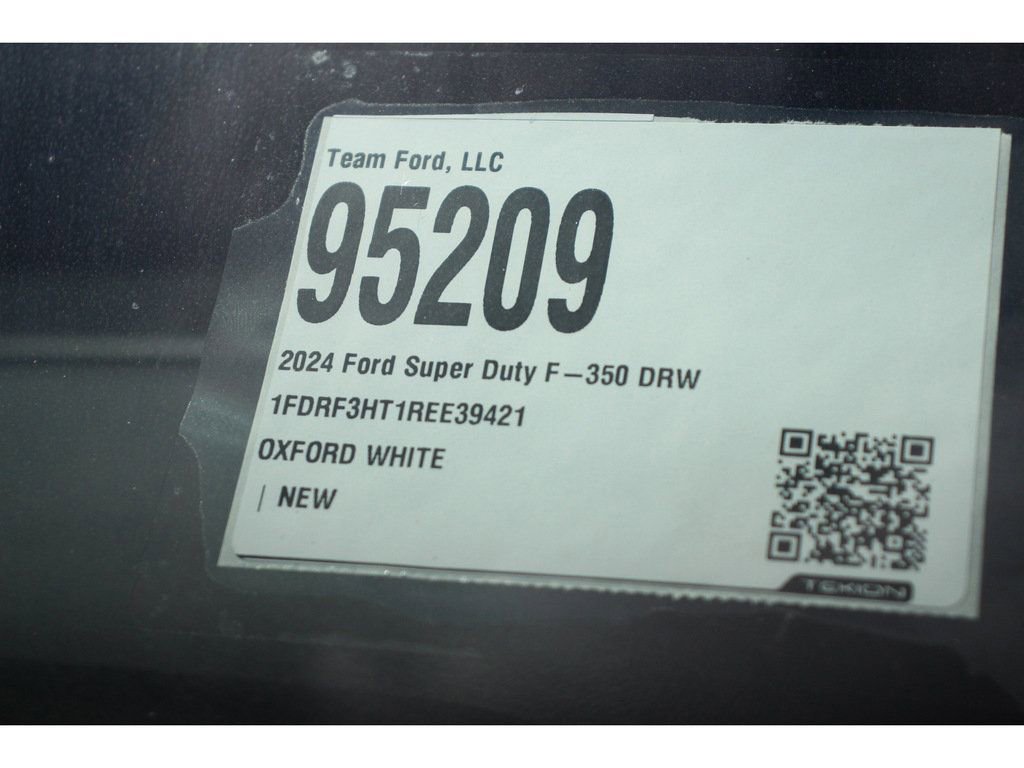 Team Ford, LLC
95209
2024 Ford Super Duty F-350 DRW
1FDRF3HT1REE39421
OXFORD WHITE
| NEW
TEKION